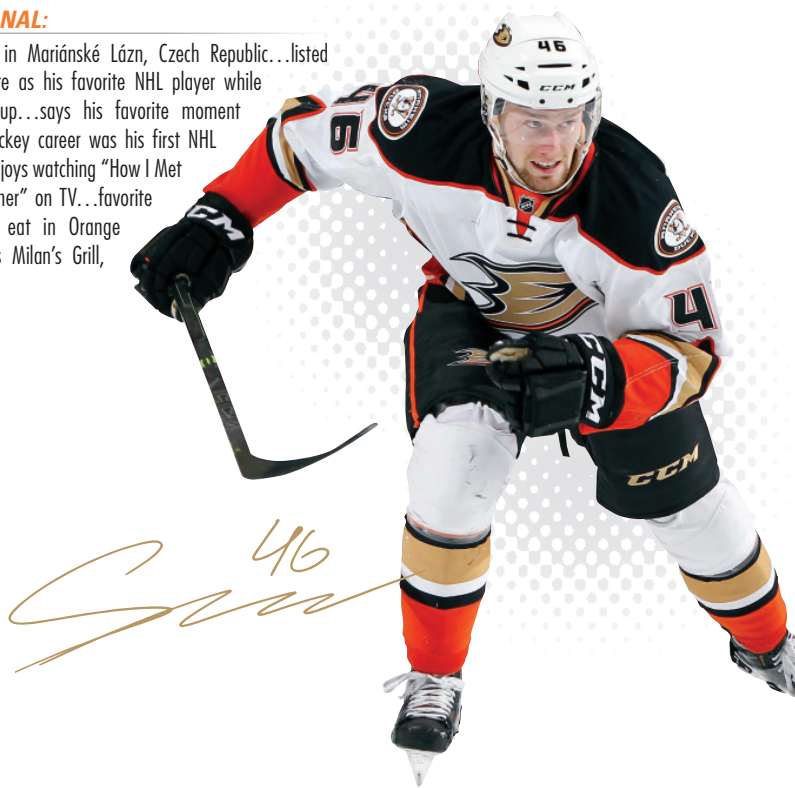 NAL:
in Mariánské Lázn, Czech Republic…listed
e as his favorite NHL player while
up…says his favorite moment
ckey career was his first NHL
joys watching “How I Met
her” on TV…favorite
eat in Orange
s Milan’s Grill,
46
CCM
46
CCM
4
CCM
CCM
46